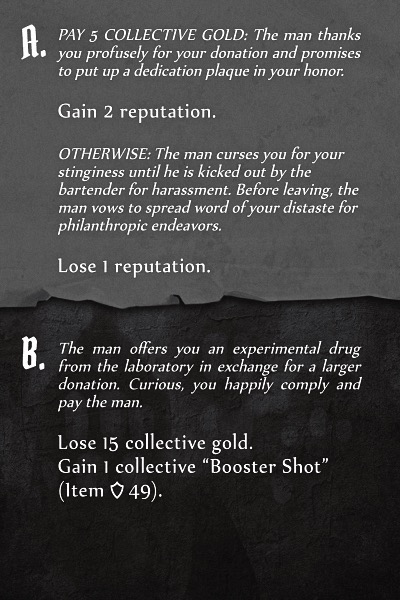 A. PAY 5 COLLECTIVE GOLD: The man thanks
you profusely for your donation and promises
to put up a dedication plaque in your honor.
Gain 2 reputation.
OTHERWISE: The man curses you for your
stinginess until he is kicked out by the
bartender for harassment. Before leaving, the
man vows to spread word of your distaste for
philanthropic endeavors.
Lose 1 reputation.
B. The man offers you an experimental drug
from the laboratory in exchange for a larger
donation. Curious, you happily comply and
pay the man.
Lose 15 collective gold.
Gain 1 collective “Booster Shot”
(Item 49).